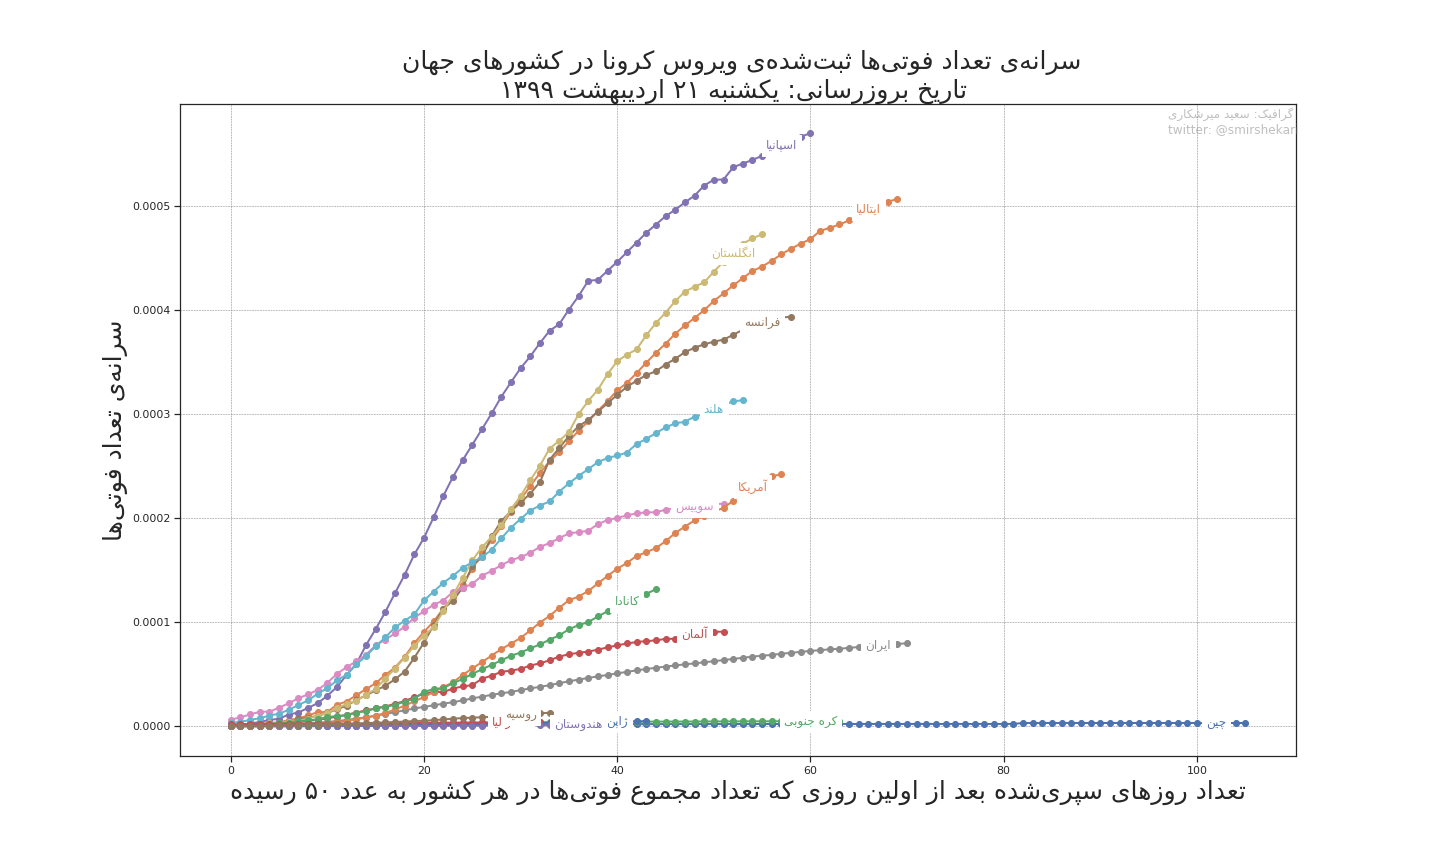 سرانه‌ی تعداد فوتی‌ها ثبت‌شده‌ی ویروس کرونا در کشورهای جهان
تاریخ بروزرسانی: یکشنبه ۲۱ اردیبهشت ۱۳۹۹
گرافیک: سعید میرشکاری
twitter: @smirshekar
سرانه‌ی تعداد فوتی‌ها
0.0005
0.0004
0.0003
0.0002
0.0001
0.0000
اسپانیا
ایتالیا
انگلستان
فرانسه
هلند
آمریکا
سوییس
کانادا
آلمان
ایران
روسیه
لیا
هندوستان
ژاپن
کره جنوبی
چین
0
20
40
60
80
100
تعداد روزهای سپری‌شده بعد از اولین روزی که تعداد مجموع فوتی‌ها در هر کشور به عدد ۵۰ رسیده